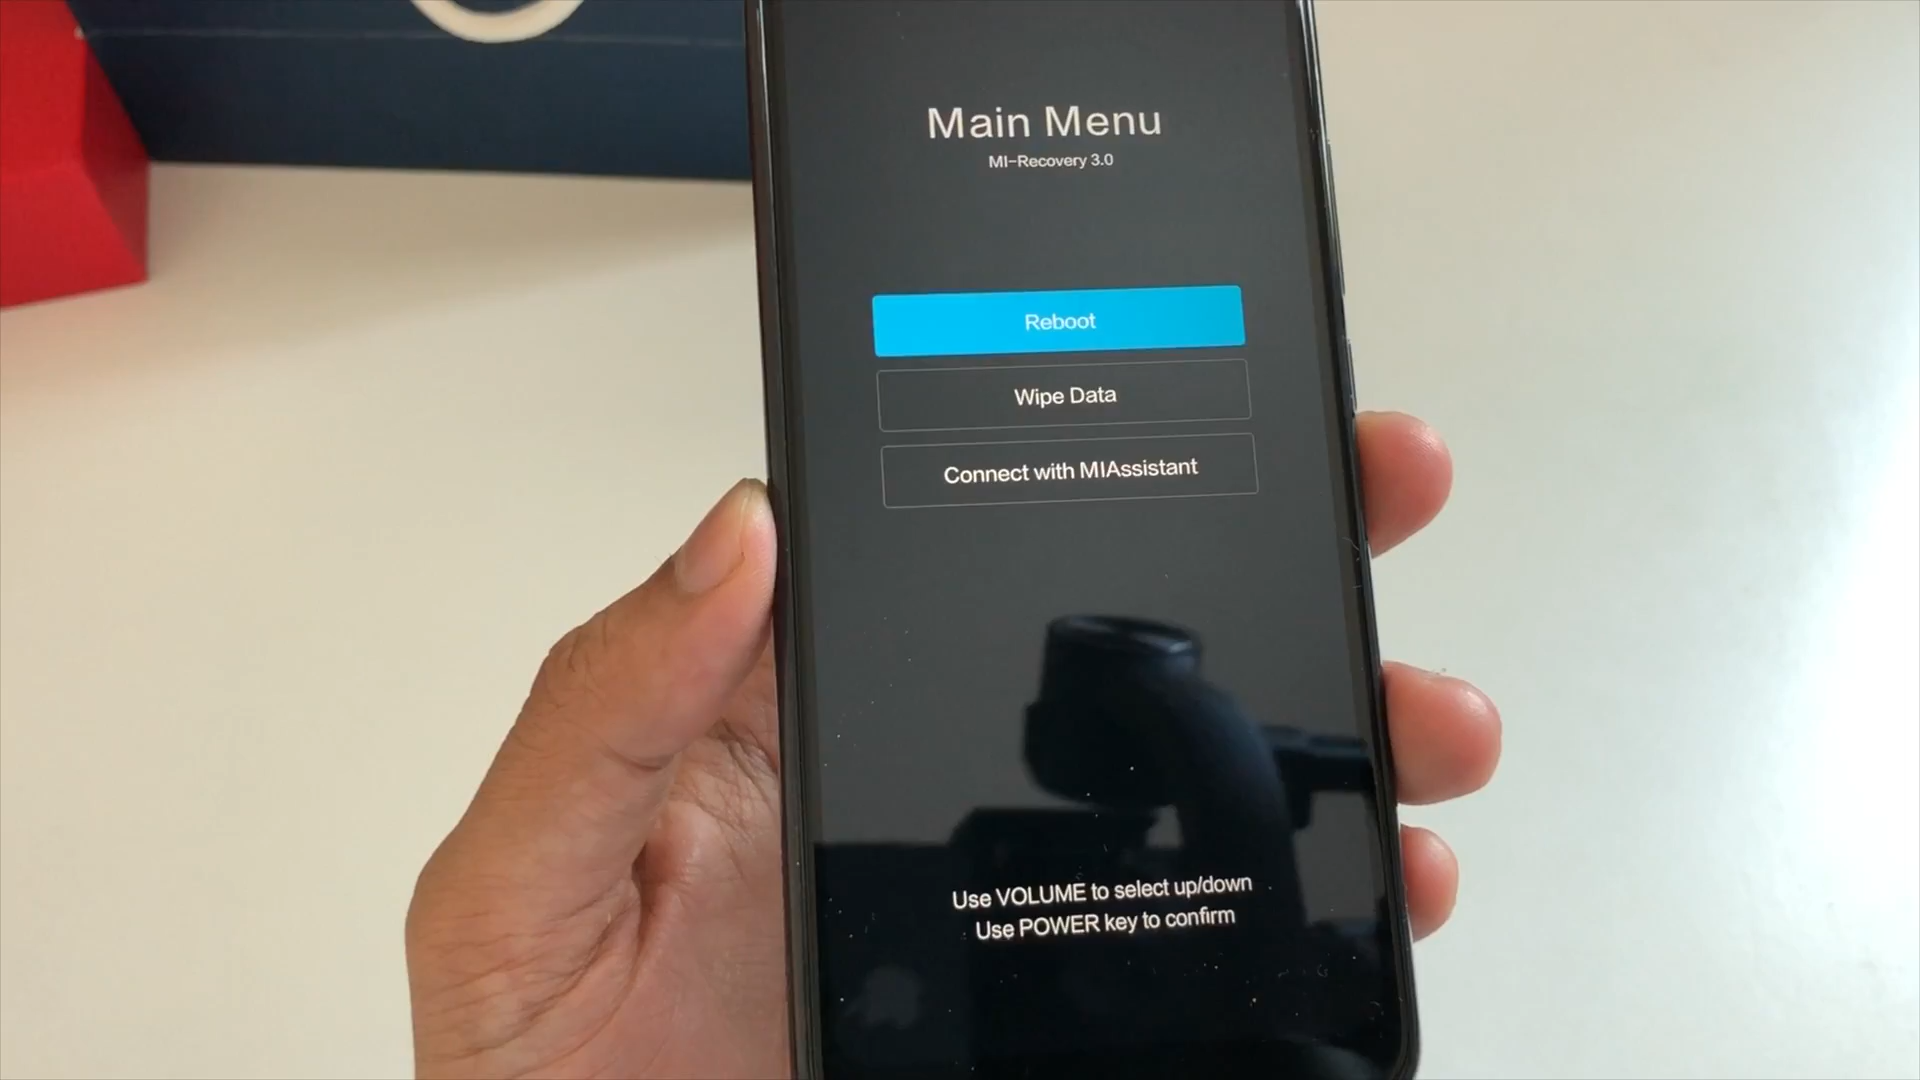 Main Menu
MI-Recovery 3.0
Reboot
Wipe Data
Connect with MIAssistant
Use VOLUME to select up/down
Use POWER key to confirm